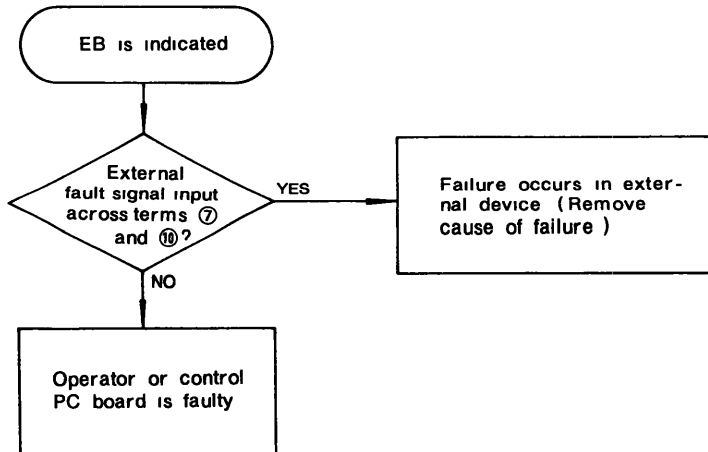 EB is indicated
External
fault signal input
across terms ⑦
and ⑩?
YES
Failure occurs in exter-
nal device (Remove
cause of failure)
NO
Operator or control
PC board is faulty